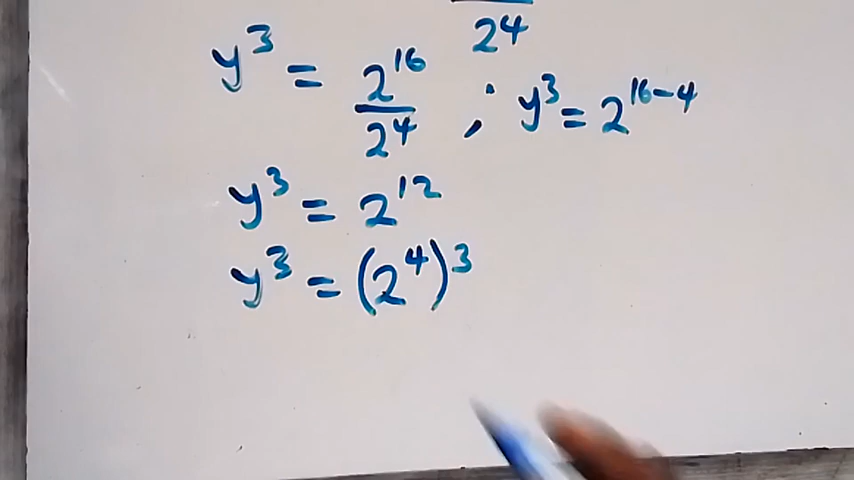 2^4
y^3 = 2^16/2^4 ; y^3 = 2^16-4
y^3 = 2^12
y^3 = (2^4)^3